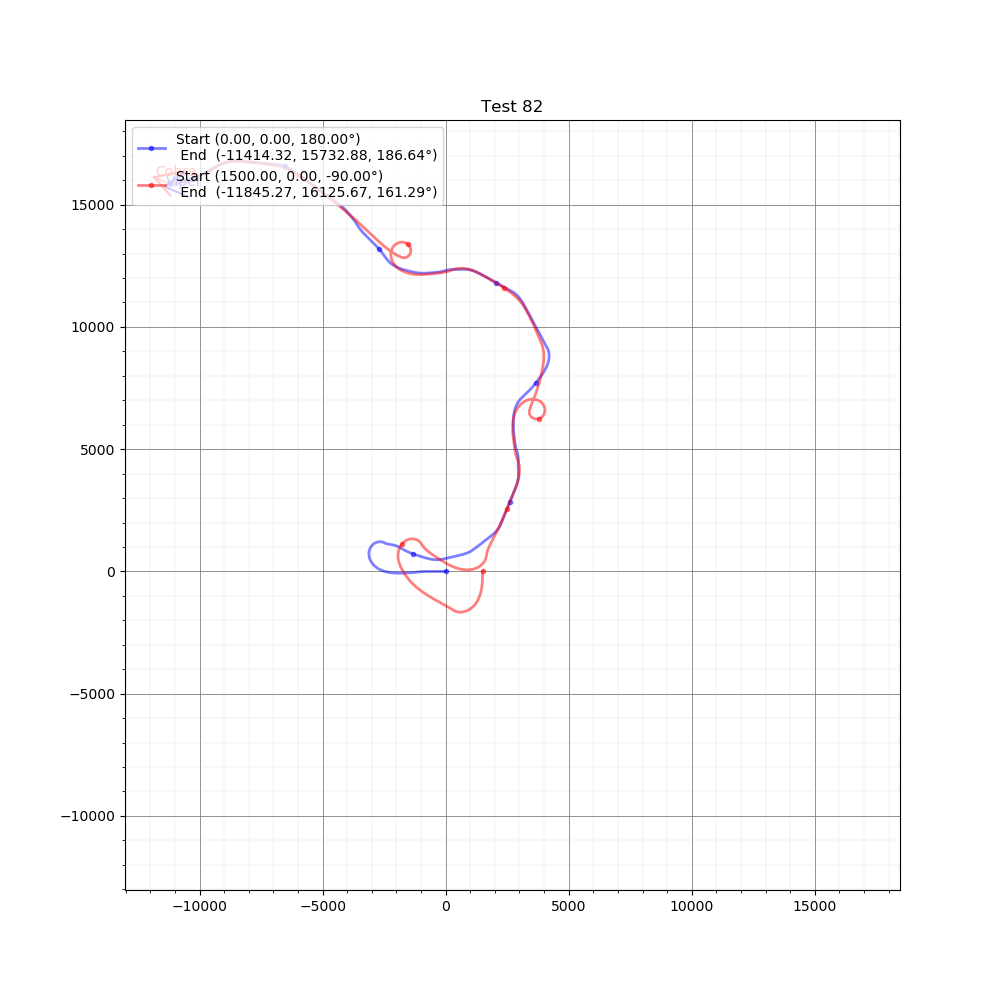 Test 82
Start (0.00, 0.00, 180.00°)
End (-11414.32, 15732.88, 186.64°)
Start (1500.00, 0.00, -90.00°)
End (-11845.27, 16125.67, 161.29°)
15000
10000
5000
0
−5000
−10000
−10000
−5000
0
5000
10000
15000